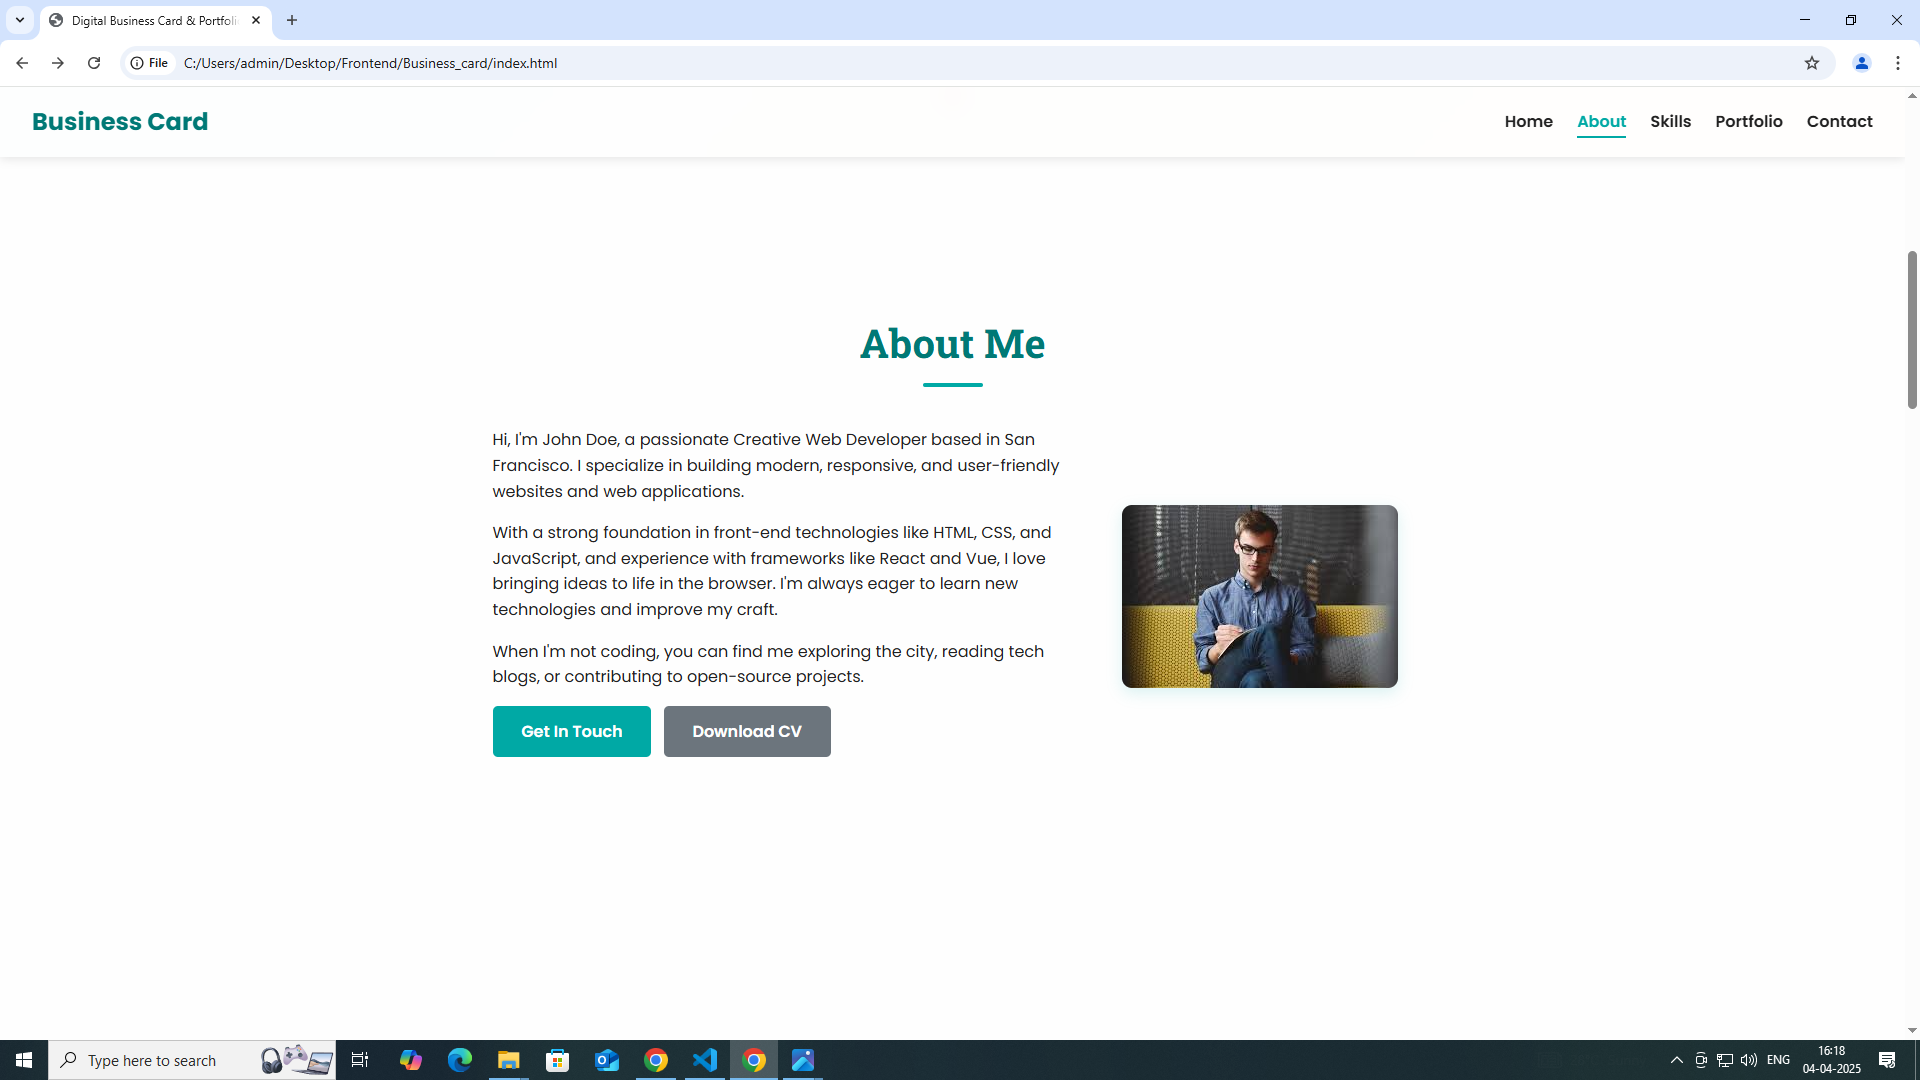 Digital Business Card & Portfoli
File
C:/Users/admin/Desktop/Frontend/Business_card/index.html
Business Card
Home
About
Skills
Portfolio
Contact
About Me
Hi, I'm John Doe, a passionate Creative Web Developer based in San
Francisco. I specialize in building modern, responsive, and user-friendly
websites and web applications.
With a strong foundation in front-end technologies like HTML, CSS, and
JavaScript, and experience with frameworks like React and Vue, I love
bringing ideas to life in the browser. I'm always eager to learn new
technologies and improve my craft.
When I'm not coding, you can find me exploring the city, reading tech
blogs, or contributing to open-source projects.
Get In Touch
Download CV
Type here to search
ENG
16:18
04-04-2025